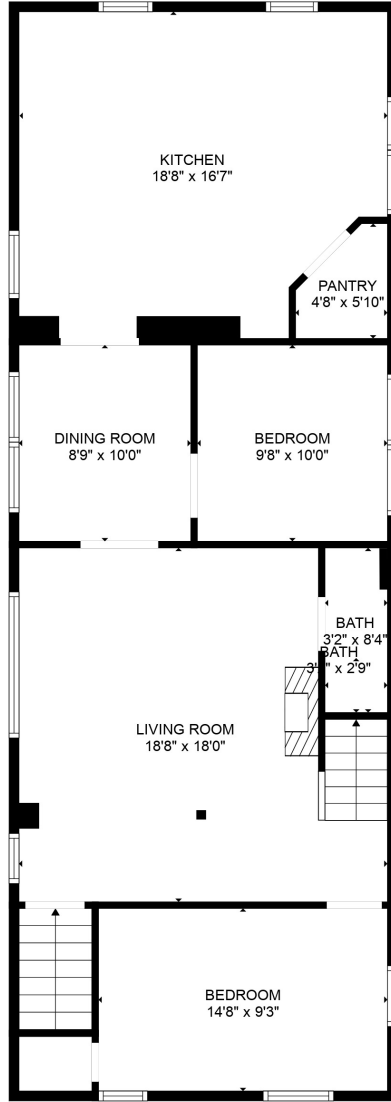 KITCHEN
18'8" x 16'7"
PANTRY
4'8" x 5'10"
DINING ROOM
8'9" x 10'0"
BEDROOM
9'8" x 10'0"
BATH
3'2" x 8'4"
BATH
x 2'9"
LIVING ROOM
18'8" x 18'0"
BEDROOM
14'8" x 9'3"